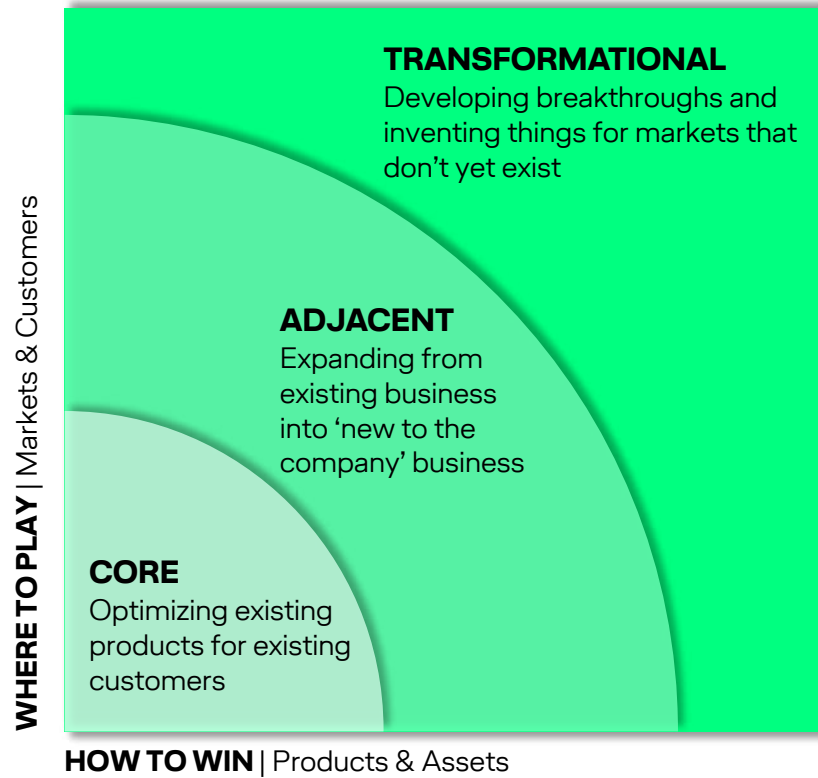 TRANSFORMATIONAL
Developing breakthroughs and
inventing things for markets that
don’t yet exist
ADJACENT
Expanding from
existing business
into ‘new to the
company’ business
CORE
Optimizing existing
products for existing
customers
WHERE TO PLAY | Markets & Customers
HOW TO WIN | Products & Assets